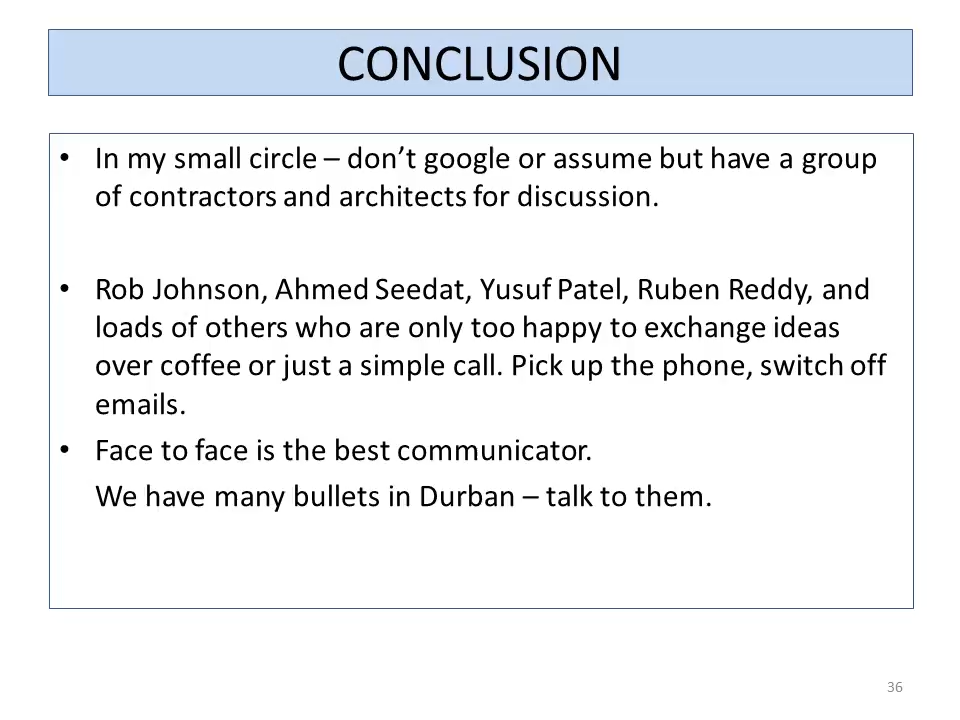 CONCLUSION
• In my small circle – don’t google or assume but have a group
of contractors and architects for discussion.
• Rob Johnson, Ahmed Seedat, Yusuf Patel, Ruben Reddy, and
loads of others who are only too happy to exchange ideas
over coffee or just a simple call. Pick up the phone, switch off
emails.
• Face to face is the best communicator.
We have many bullets in Durban – talk to them.
36